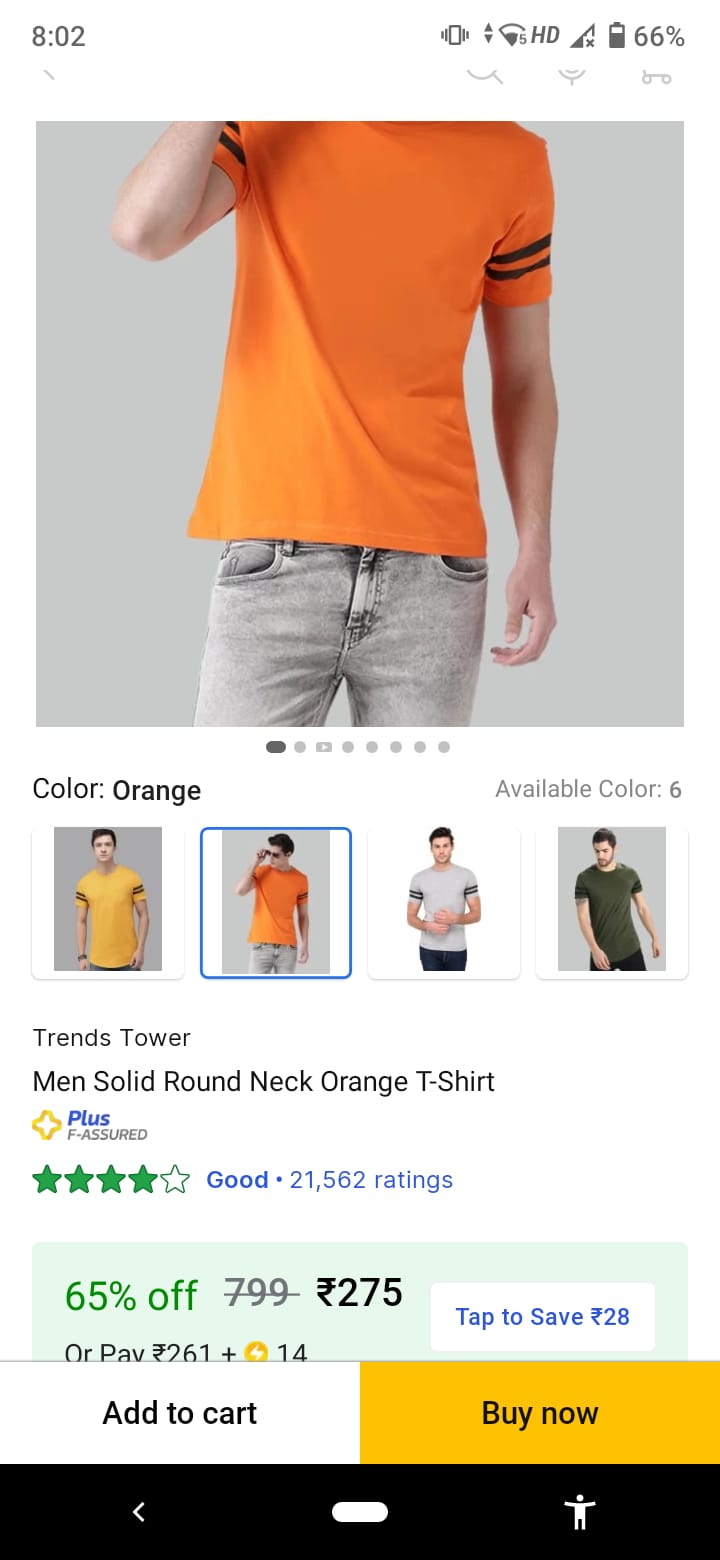 8:02
5 HD 66%
Color: Orange
Available Color: 6
Trends Tower
Men Solid Round Neck Orange T-Shirt
Plus
F-ASSURED
Good • 21,562 ratings
65% off 799 ₹275
Tap to Save ₹28
Or Pay ₹261 + 14
Add to cart
Buy now